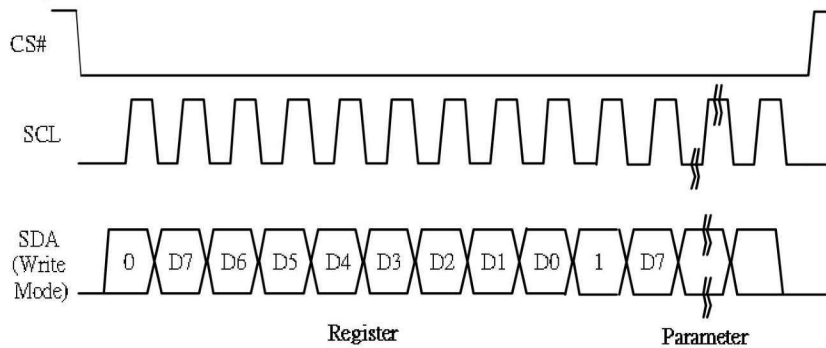 CS#
SCL
SDA
(Write
Mode)
0 D7 D6 D5 D4 D3 D2 D1 D0 1 D7
Register Parameter